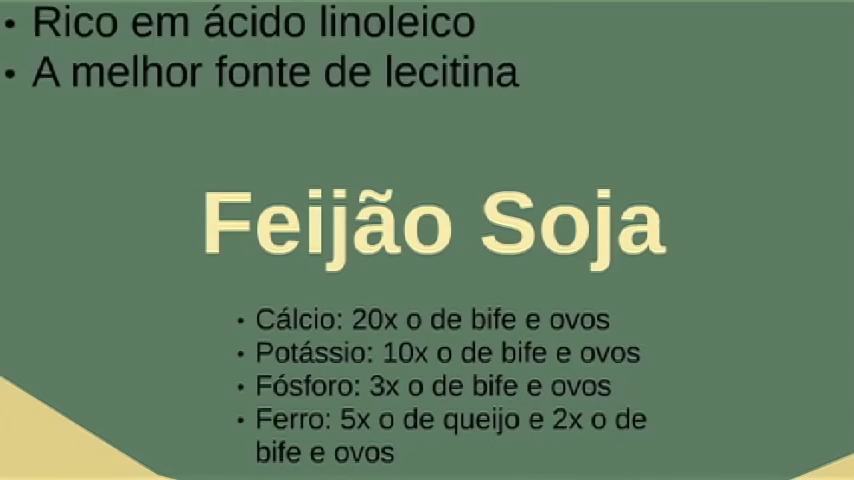 • Rico em ácido linoleico
• A melhor fonte de lecitina
Feijão Soja
• Cálcio: 20x o de bife e ovos
• Potássio: 10x o de bife e ovos
• Fósforo: 3x o de bife e ovos
• Ferro: 5x o de queijo e 2x o de
bife e ovos